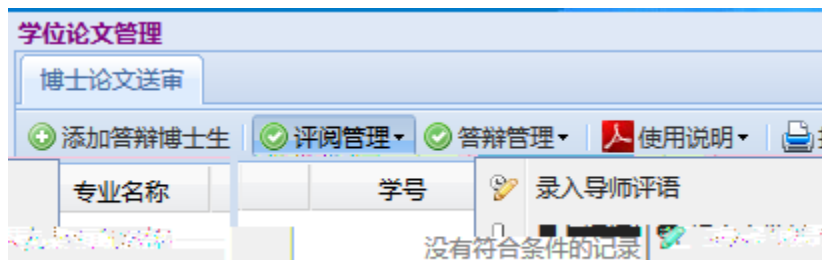 学位论文管理
博士论文送审
添加答辩博士生 评阅管理 答辩管理 使用说明
专业名称 学号 录入导师评语
没有符合条件的记录